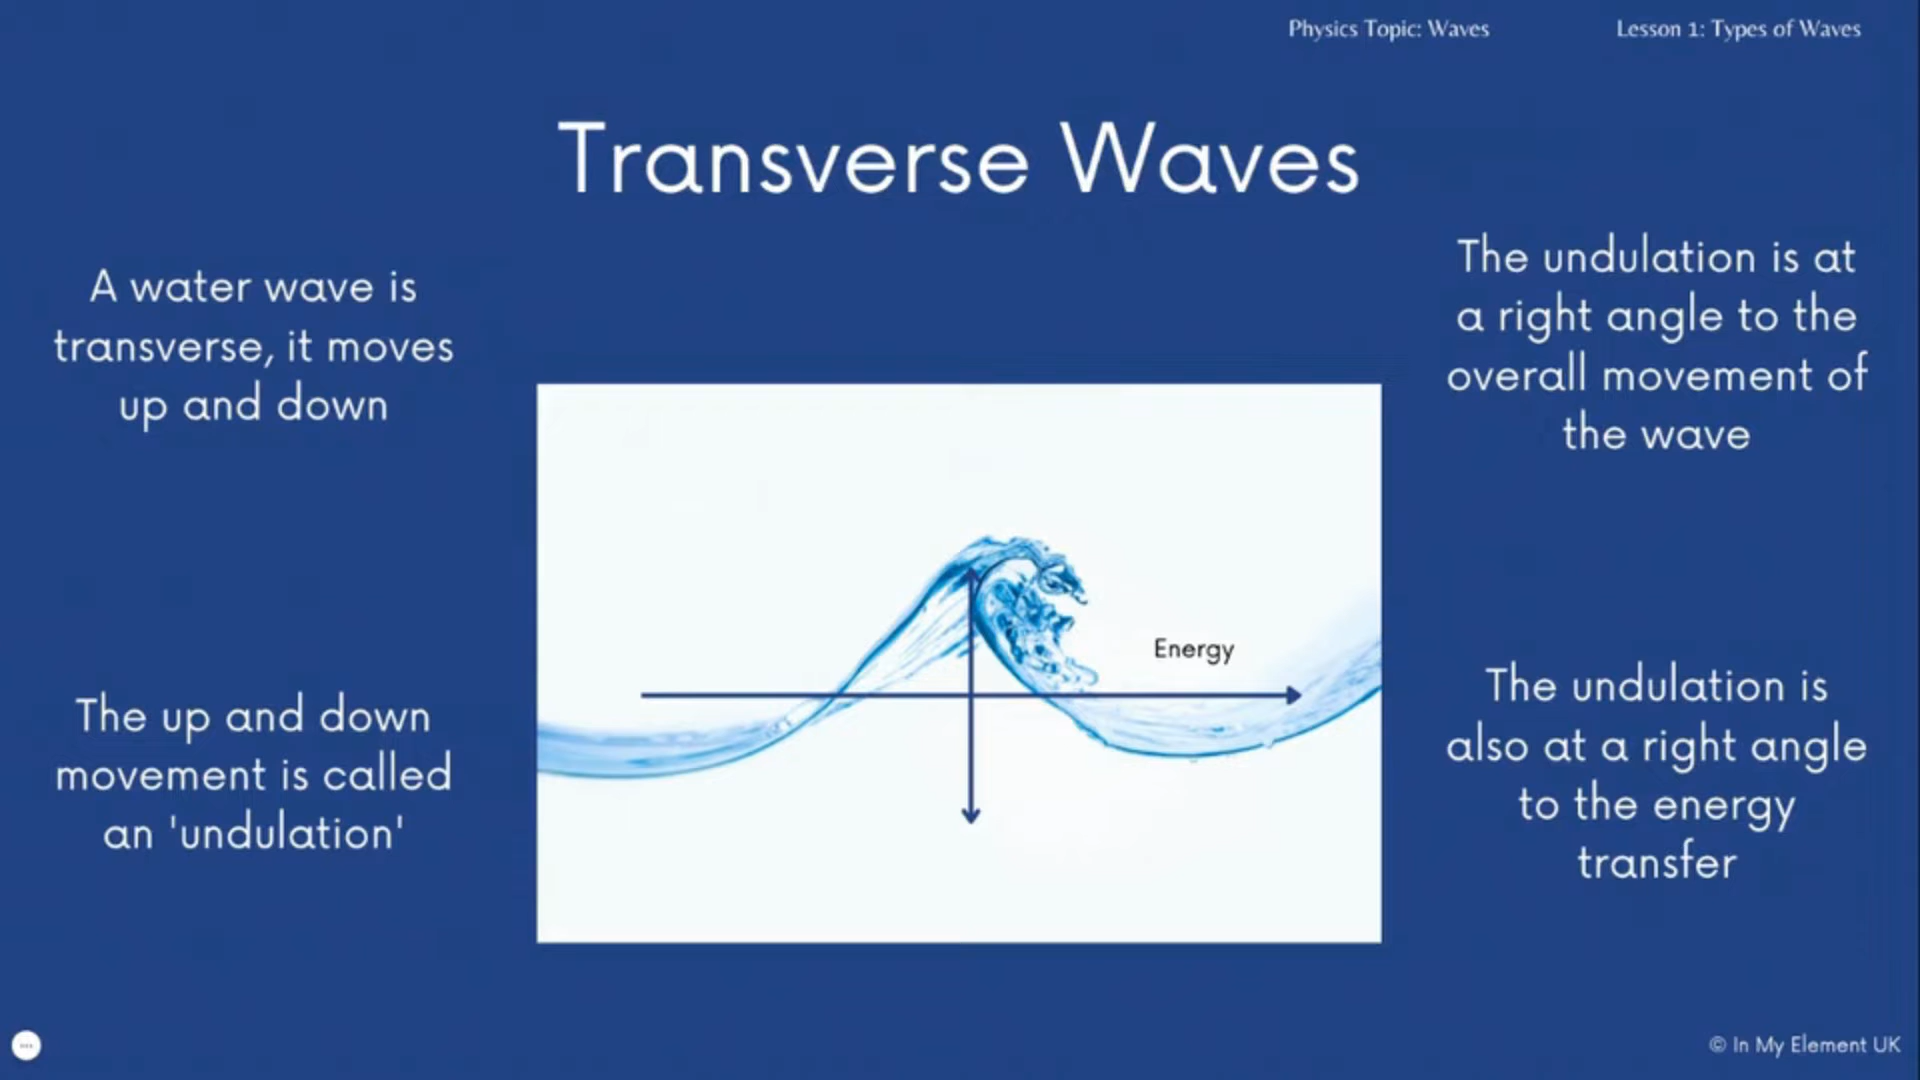 Physics Topic: Waves
Lesson 1: Types of Waves
Transverse Waves
A water wave is
transverse, it moves
up and down
The up and down
movement is called
an 'undulation'
Energy
The undulation is at
a right angle to the
overall movement of
the wave
The undulation is
also at a right angle
to the energy
transfer
© In My Element UK